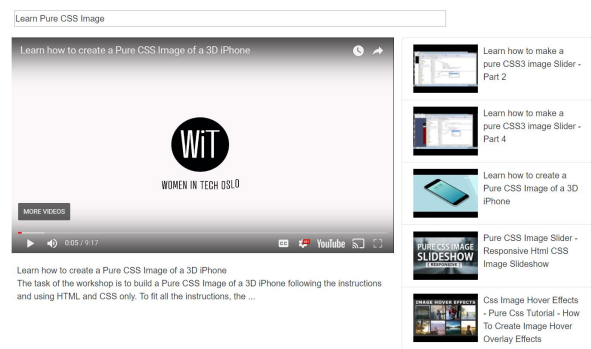 Learn Pure CSS Image
Learn how to create a Pure CSS Image of a 3D iPhone
WiT
WOMEN IN TECH OSLO
MORE VIDEOS
0:05 / 9:17
CC
YouTube
Learn how to create a Pure CSS Image of a 3D iPhone
The task of the workshop is to build a Pure CSS Image of a 3D iPhone following the instructions
and using HTML and CSS only. To fit all the instructions, the ...
Learn how to make a
pure CSS3 image Slider -
Part 2
Learn how to make a
pure CSS3 image Slider -
Part 4
Learn how to create a
Pure CSS Image of a 3D
iPhone
PURE CSS IMAGE
SLIDESHOW
[ RESPONSIVE ]
Pure CSS Image Slider -
Responsive Html CSS
Image Slideshow
IMAGE HOVER EFFECTS
Css Image Hover Effects
- Pure Css Tutorial - How
To Create Image Hover
Overlay Effects